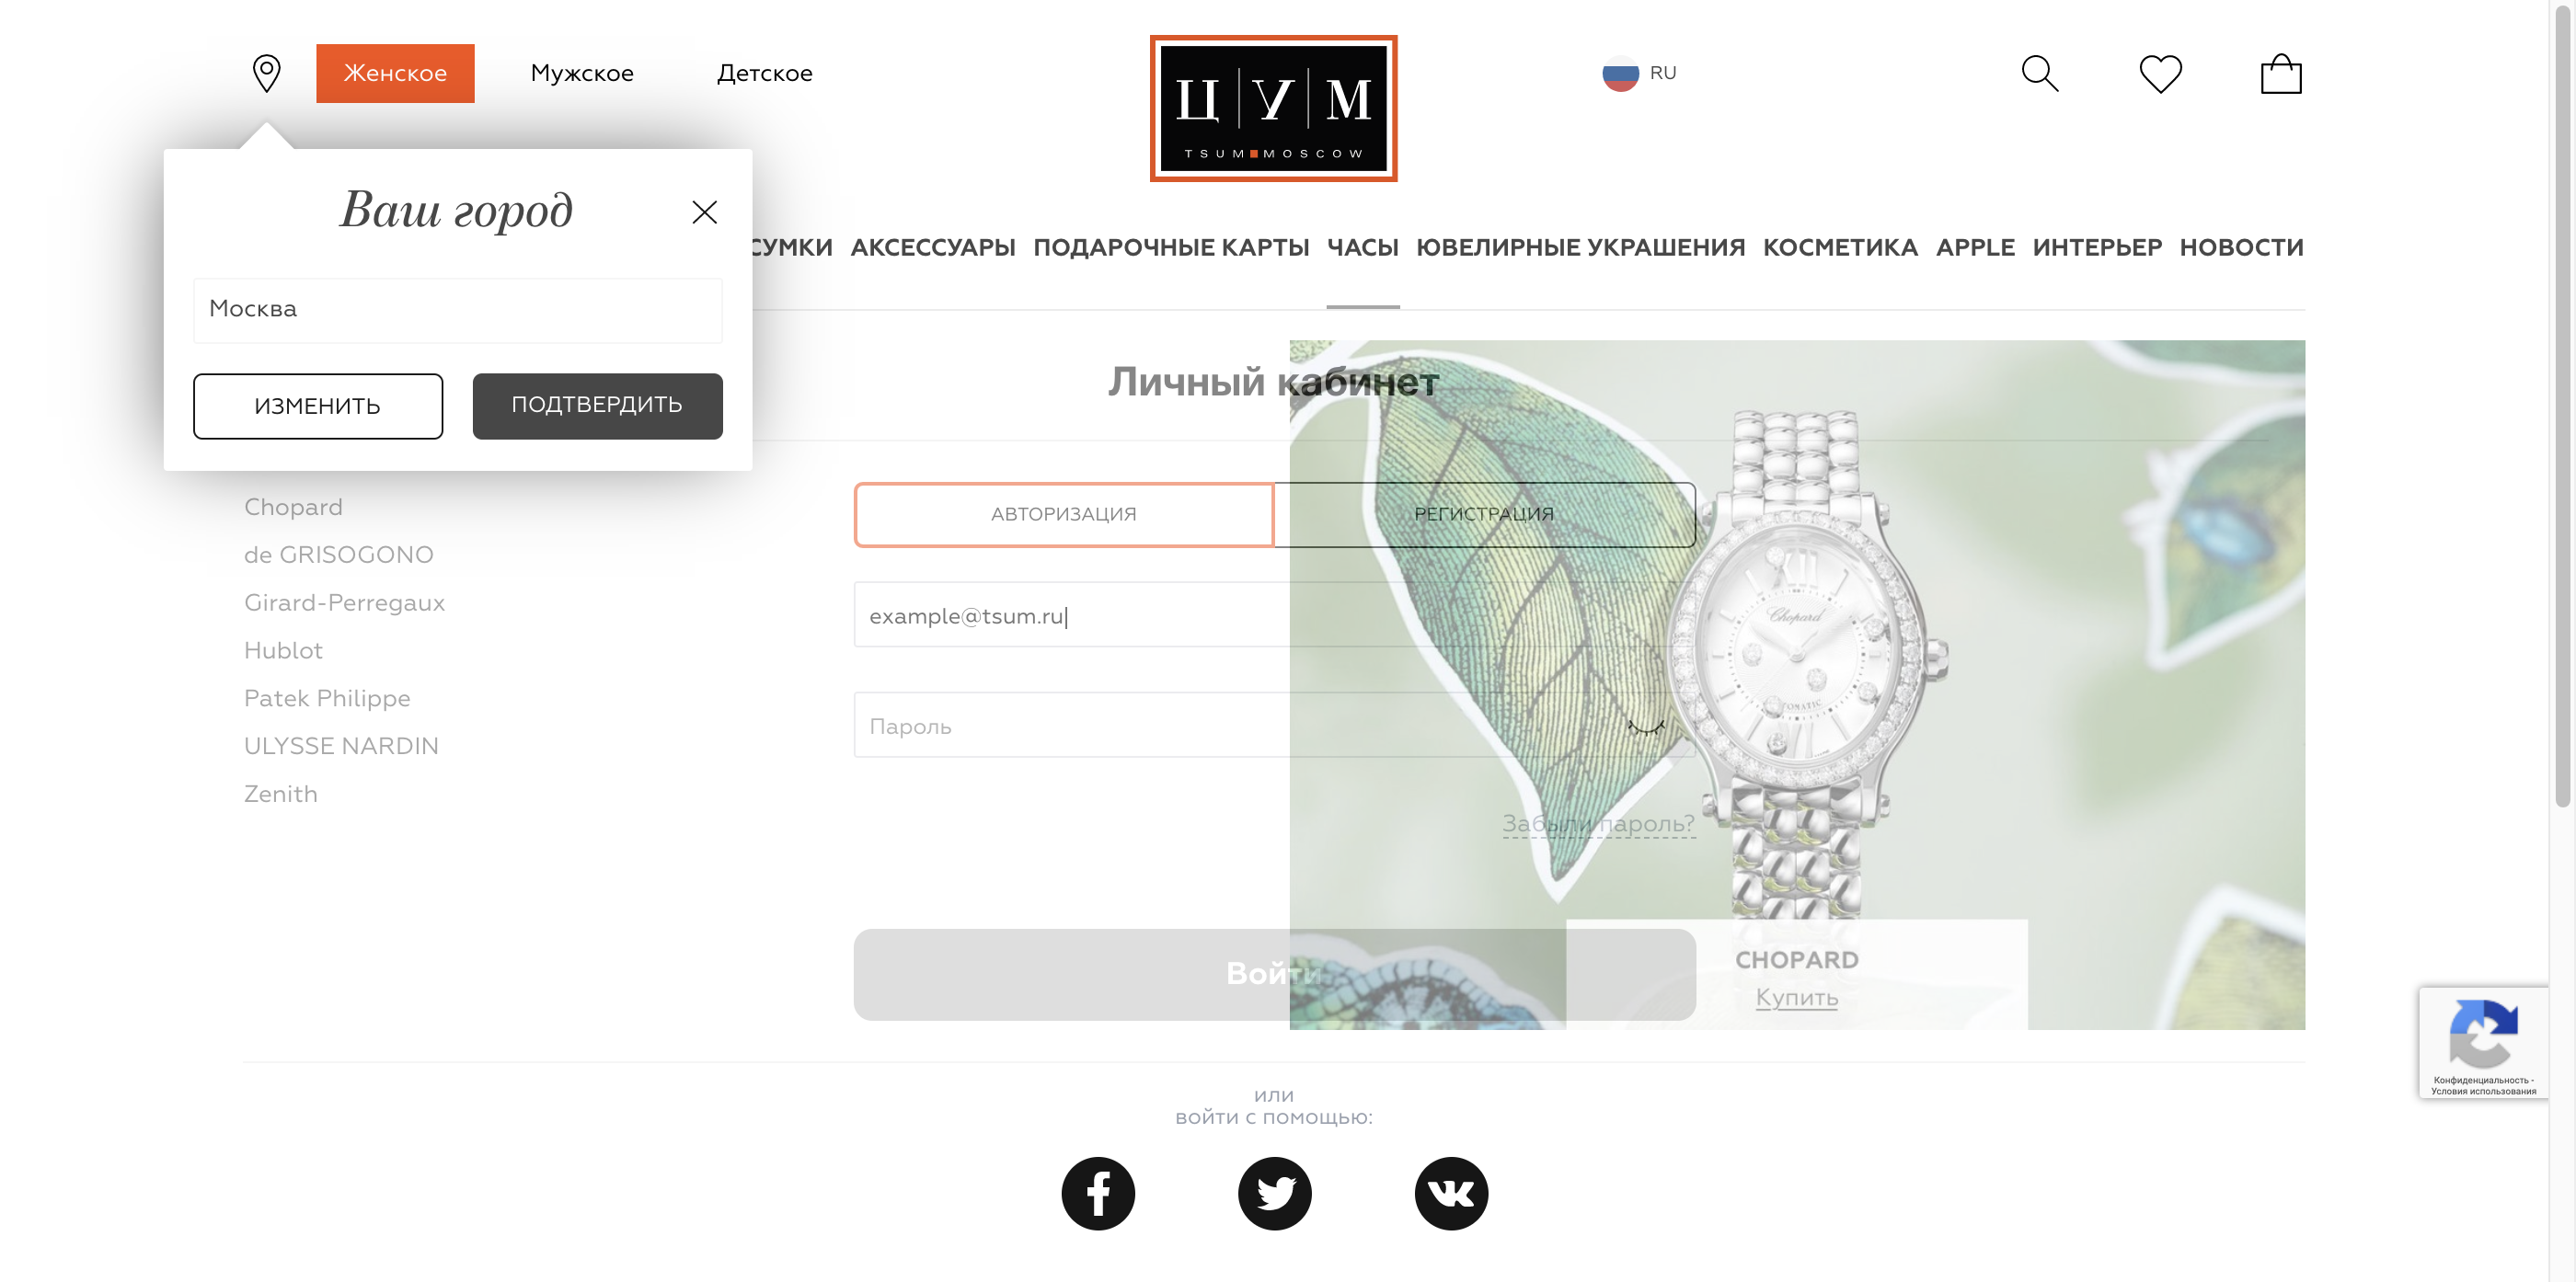 Женское Мужское Детское
Ц У М
TSUM MOSCOW
RU
Ваш город
Москва
ИЗМЕНИТЬ ПОДТВЕРДИТЬ
СУМКИ АКСЕССУАРЫ ПОДАРОЧНЫЕ КАРТЫ ЧАСЫ ЮВЕЛИРНЫЕ УКРАШЕНИЯ КОСМЕТИКА APPLE ИНТЕРЬЕР НОВОСТИ
Личный кабинет
Chopard
de GRISOGONO
Girard-Perregaux
Hublot
Patek Philippe
ULYSSE NARDIN
Zenith
АВТОРИЗАЦИЯ РЕГИСТРАЦИЯ
example@tsum.ru
Пароль
Забыли пароль?
Войти
Chopard
CHOPARD
Купить
или
войти с помощью:
Конфиденциальность -
Условия использования